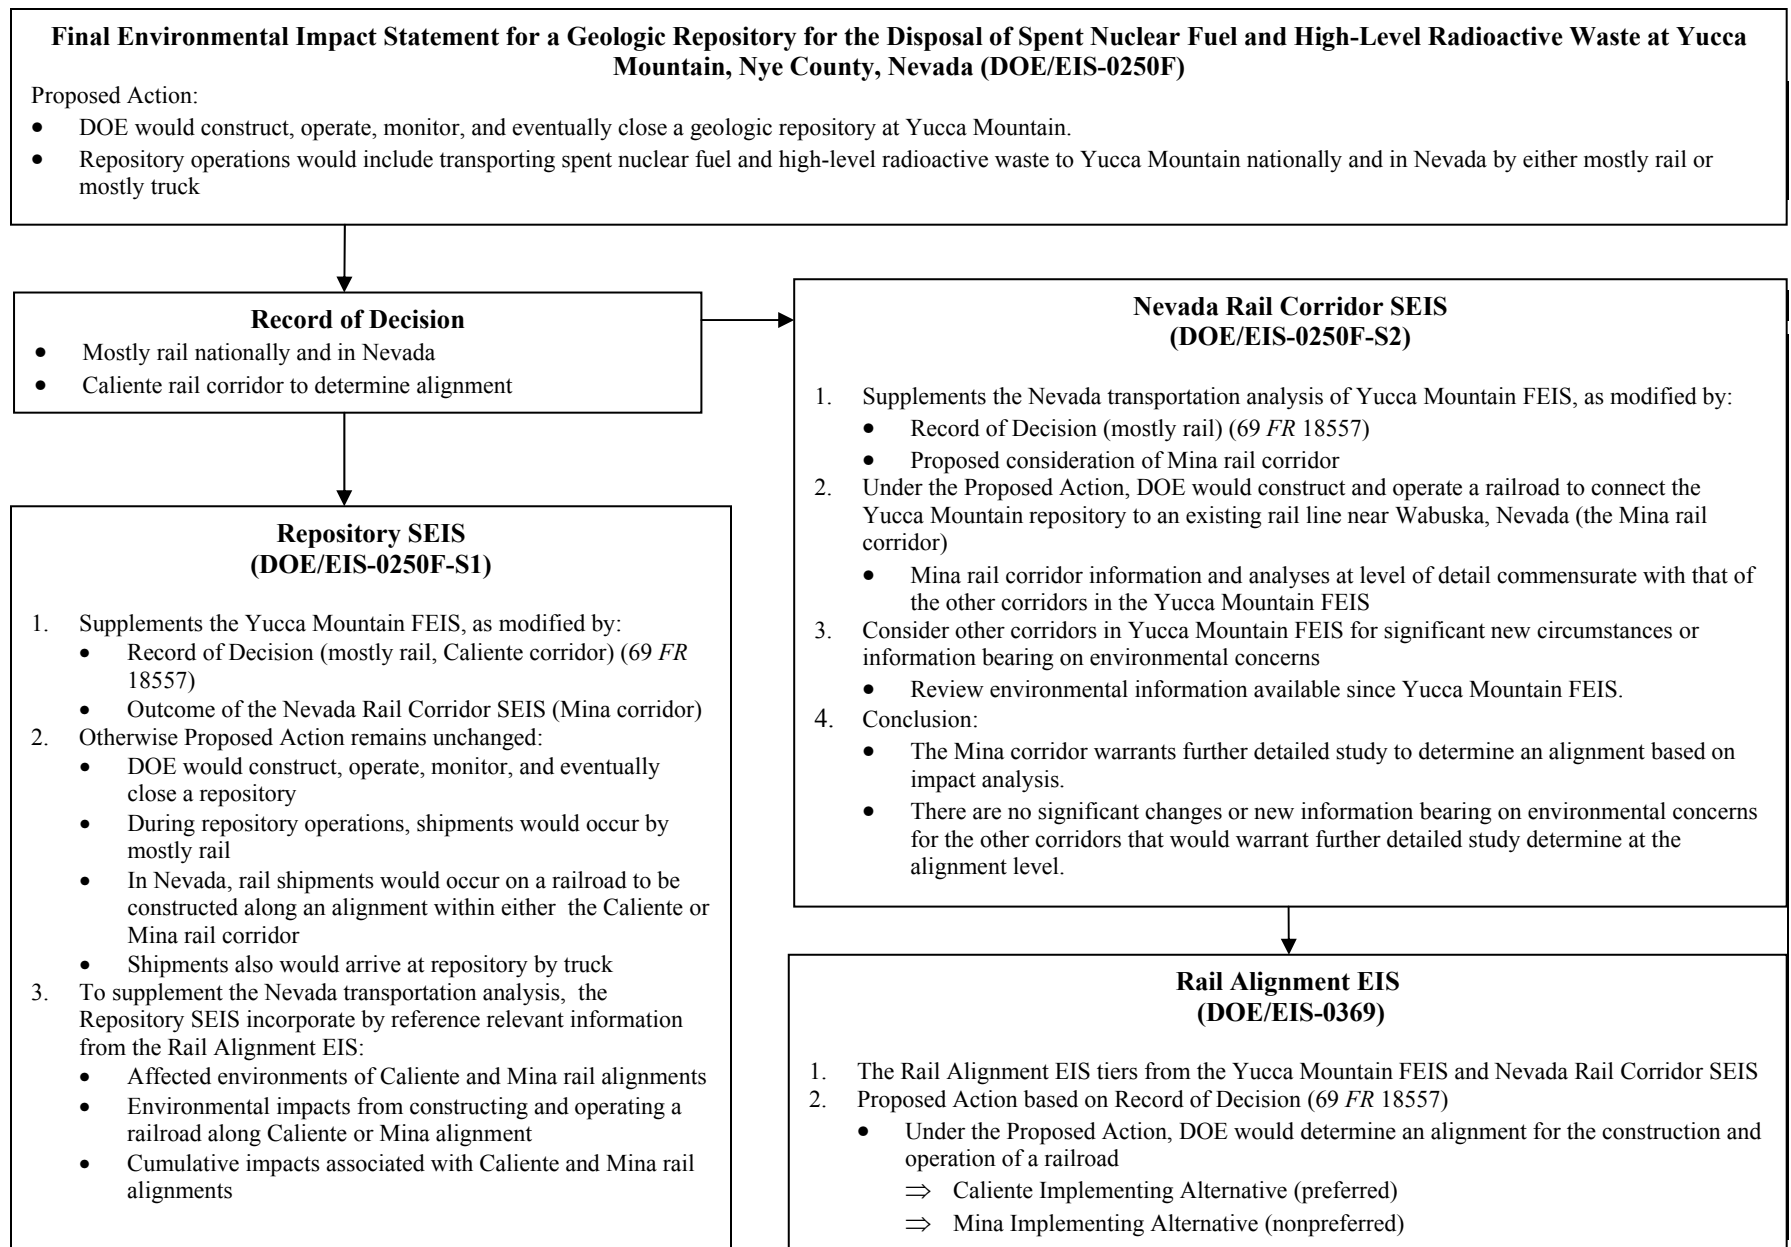 Final Environmental Impact Statement for a Geologic Repository for the Disposal of Spent Nuclear Fuel and High-Level Radioactive Waste at Yucca
Mountain, Nye County, Nevada (DOE/EIS-0250F)
Proposed Action:
• DOE would construct, operate, monitor, and eventually close a geologic repository at Yucca Mountain.
• Repository operations would include transporting spent nuclear fuel and high-level radioactive waste to Yucca Mountain nationally and in Nevada by either mostly rail or
mostly truck
Record of Decision
• Mostly rail nationally and in Nevada
• Caliente rail corridor to determine alignment
Repository SEIS
(DOE/EIS-0250F-S1)
1. Supplements the Yucca Mountain FEIS, as modified by:
• Record of Decision (mostly rail, Caliente corridor) (69 FR
18557)
• Outcome of the Nevada Rail Corridor SEIS (Mina corridor)
2. Otherwise Proposed Action remains unchanged:
• DOE would construct, operate, monitor, and eventually
close a repository
• During repository operations, shipments would occur by
mostly rail
• In Nevada, rail shipments would occur on a railroad to be
constructed along an alignment within either the Caliente or
Mina rail corridor
• Shipments also would arrive at repository by truck
3. To supplement the Nevada transportation analysis, the
Repository SEIS incorporate by reference relevant information
from the Rail Alignment EIS:
• Affected environments of Caliente and Mina rail alignments
• Environmental impacts from constructing and operating a
railroad along Caliente or Mina alignment
• Cumulative impacts associated with Caliente and Mina rail
alignments
Nevada Rail Corridor SEIS
(DOE/EIS-0250F-S2)
1. Supplements the Nevada transportation analysis of Yucca Mountain FEIS, as modified by:
• Record of Decision (mostly rail) (69 FR 18557)
• Proposed consideration of Mina rail corridor
2. Under the Proposed Action, DOE would construct and operate a railroad to connect the
Yucca Mountain repository to an existing rail line near Wabuska, Nevada (the Mina rail
corridor)
• Mina rail corridor information and analyses at level of detail commensurate with that of
the other corridors in the Yucca Mountain FEIS
3. Consider other corridors in Yucca Mountain FEIS for significant new circumstances or
information bearing on environmental concerns
• Review environmental information available since Yucca Mountain FEIS.
4. Conclusion:
• The Mina corridor warrants further detailed study to determine an alignment based on
impact analysis.
• There are no significant changes or new information bearing on environmental concerns
for the other corridors that would warrant further detailed study determine at the
alignment level.
Rail Alignment EIS
(DOE/EIS-0369)
1. The Rail Alignment EIS tiers from the Yucca Mountain FEIS and Nevada Rail Corridor SEIS
2. Proposed Action based on Record of Decision (69 FR 18557)
• Under the Proposed Action, DOE would determine an alignment for the construction and
operation of a railroad
⇒ Caliente Implementing Alternative (preferred)
⇒ Mina Implementing Alternative (nonpreferred)